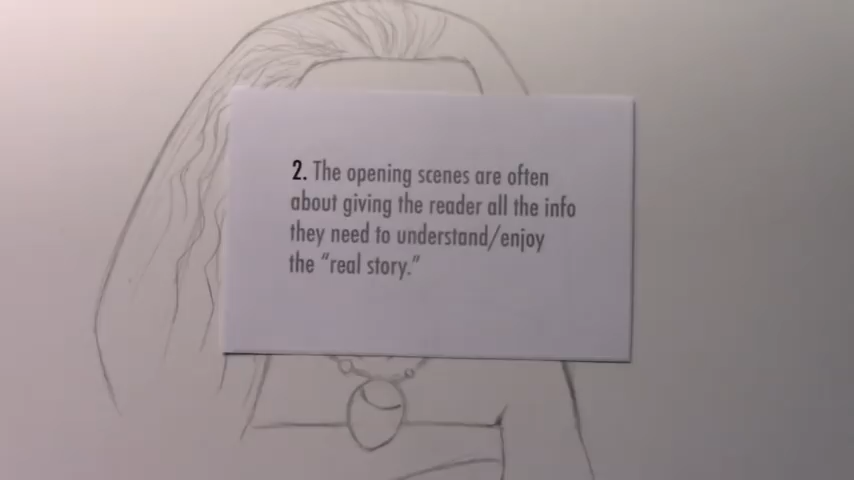 2. The opening scenes are often
about giving the reader all the info
they need to understand/enjoy
the “real story.”